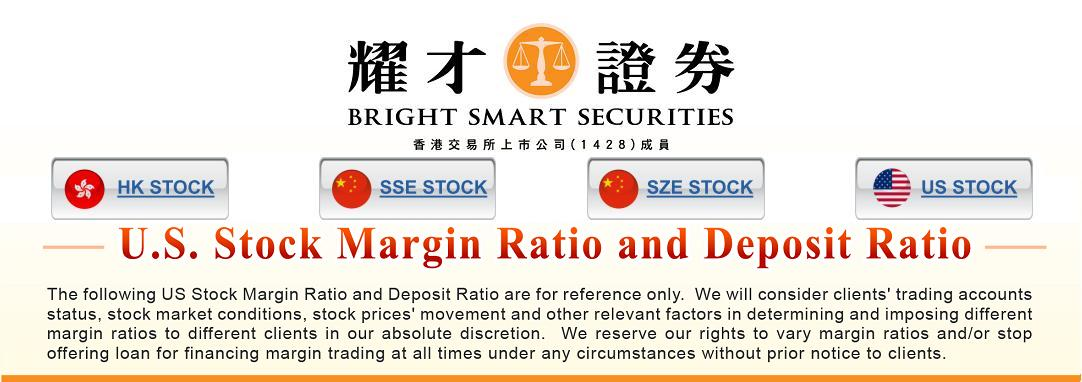 耀才證券
BRIGHT SMART SECURITIES
香港交易所上市公司(1428)成員
HK STOCK SSE STOCK SZE STOCK US STOCK
U.S. Stock Margin Ratio and Deposit Ratio
The following US Stock Margin Ratio and Deposit Ratio are for reference only. We will consider clients' trading accounts
status, stock market conditions, stock prices' movement and other relevant factors in determining and imposing different
margin ratios to different clients in our absolute discretion. We reserve our rights to vary margin ratios and/or stop
offering loan for financing margin trading at all times under any circumstances without prior notice to clients.